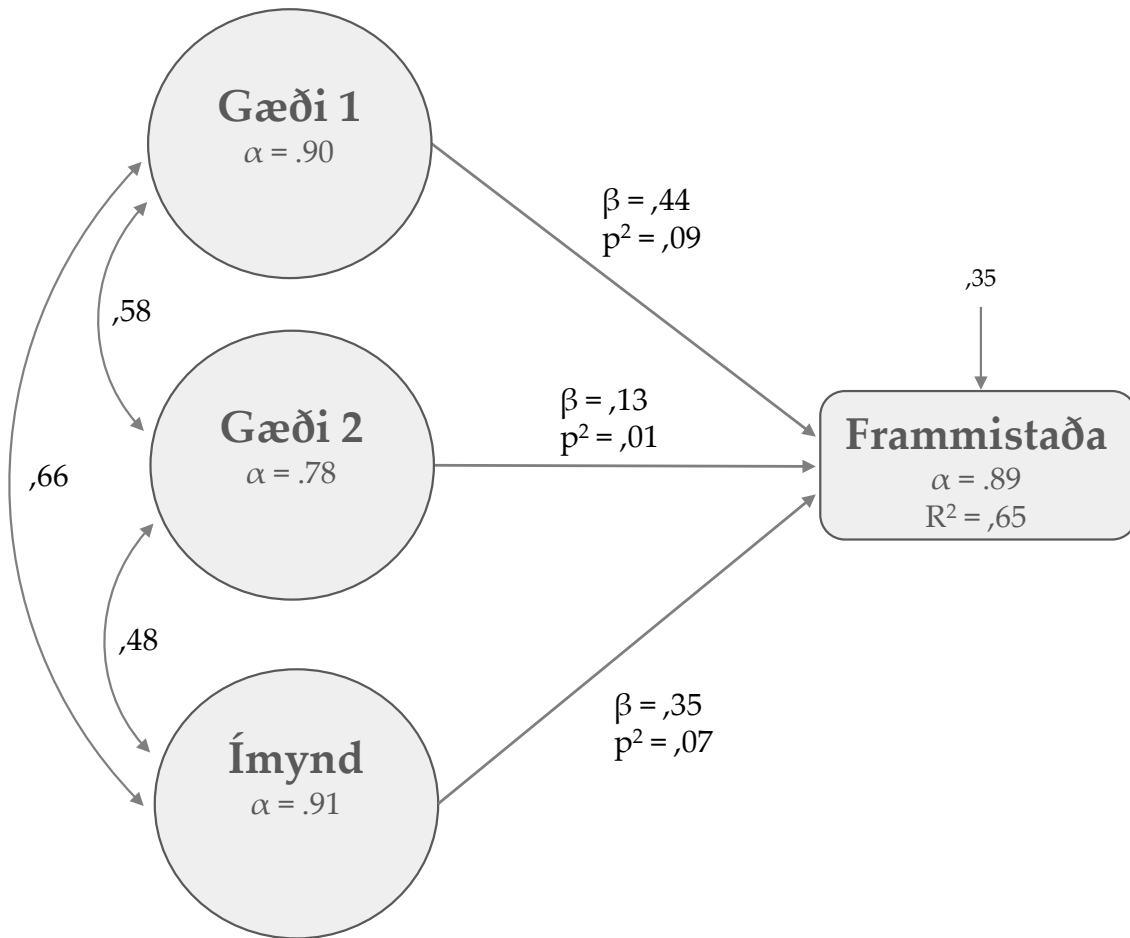 Gæði 1
α = .90
β = ,44
p² = ,09
,35
,58
Gæði 2
α = .78
β = ,13
p² = ,01
Frammistaða
α = .89
R² = ,65
,66
,48
Ímynd
α = .91
β = ,35
p² = ,07